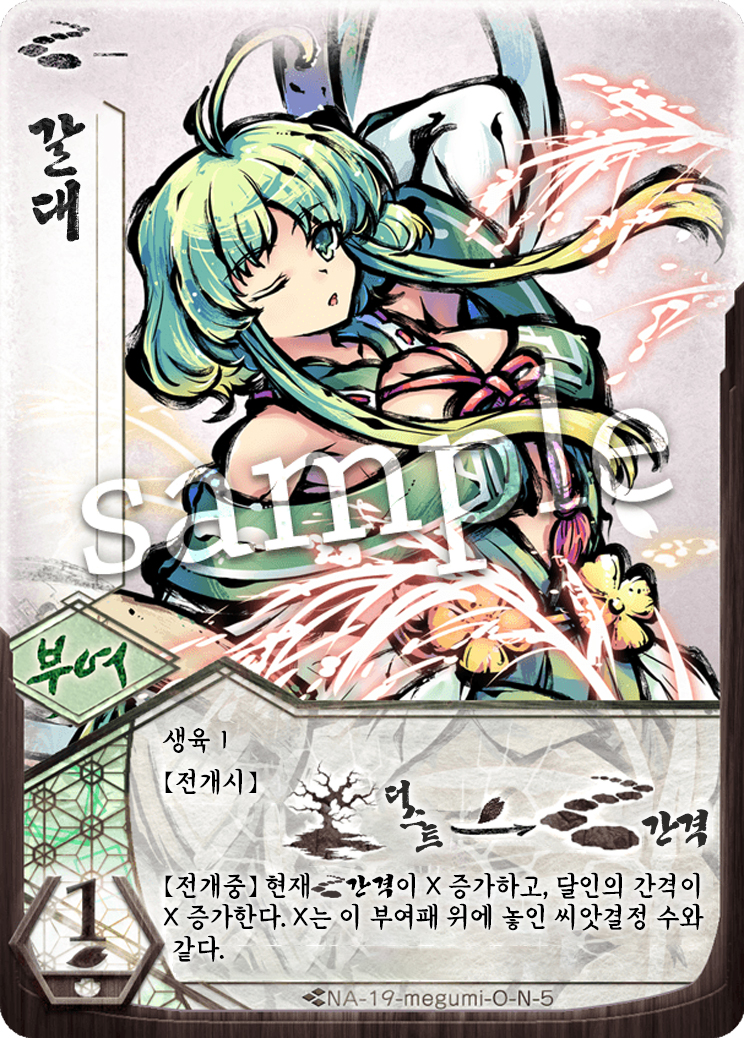 갈대
sample
부여
생육 1
【전개시】
더스트
간격
【전개중】 현재 간격이 X 증가하고, 달인의 간격이
X 증가한다. X는 이 부여패 위에 놓인 씨앗결정 수와
같다.
1
NA-19-megumi-O-N-5